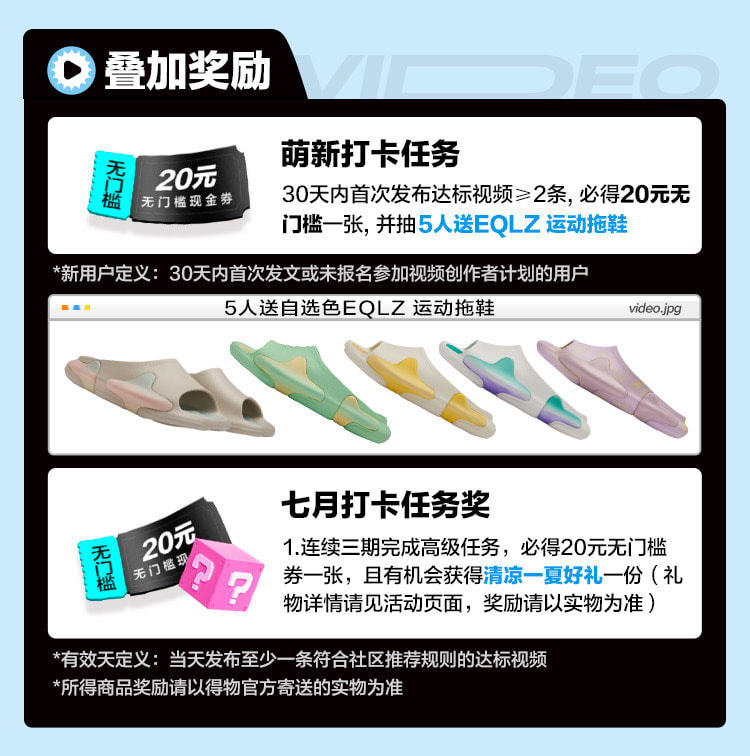 叠加奖励
VIDEO
无门槛
20元
无门槛现金券
萌新打卡任务
30天内首次发布达标视频≥2条, 必得20元无
门槛一张, 并抽5人送EQLZ 运动拖鞋
*新用户定义：30天内首次发文或未报名参加视频创作者计划的用户
5人送自选色EQLZ 运动拖鞋
video.jpg
无门槛
20元
无门槛现
?
?
七月打卡任务奖
1.连续三期完成高级任务，必得20元无门槛
券一张，且有机会获得清凉一夏好礼一份（礼
物详情请见活动页面，奖励请以实物为准）
*有效天定义：当天发布至少一条符合社区推荐规则的达标视频
*所得商品奖励请以得物官方寄送的实物为准